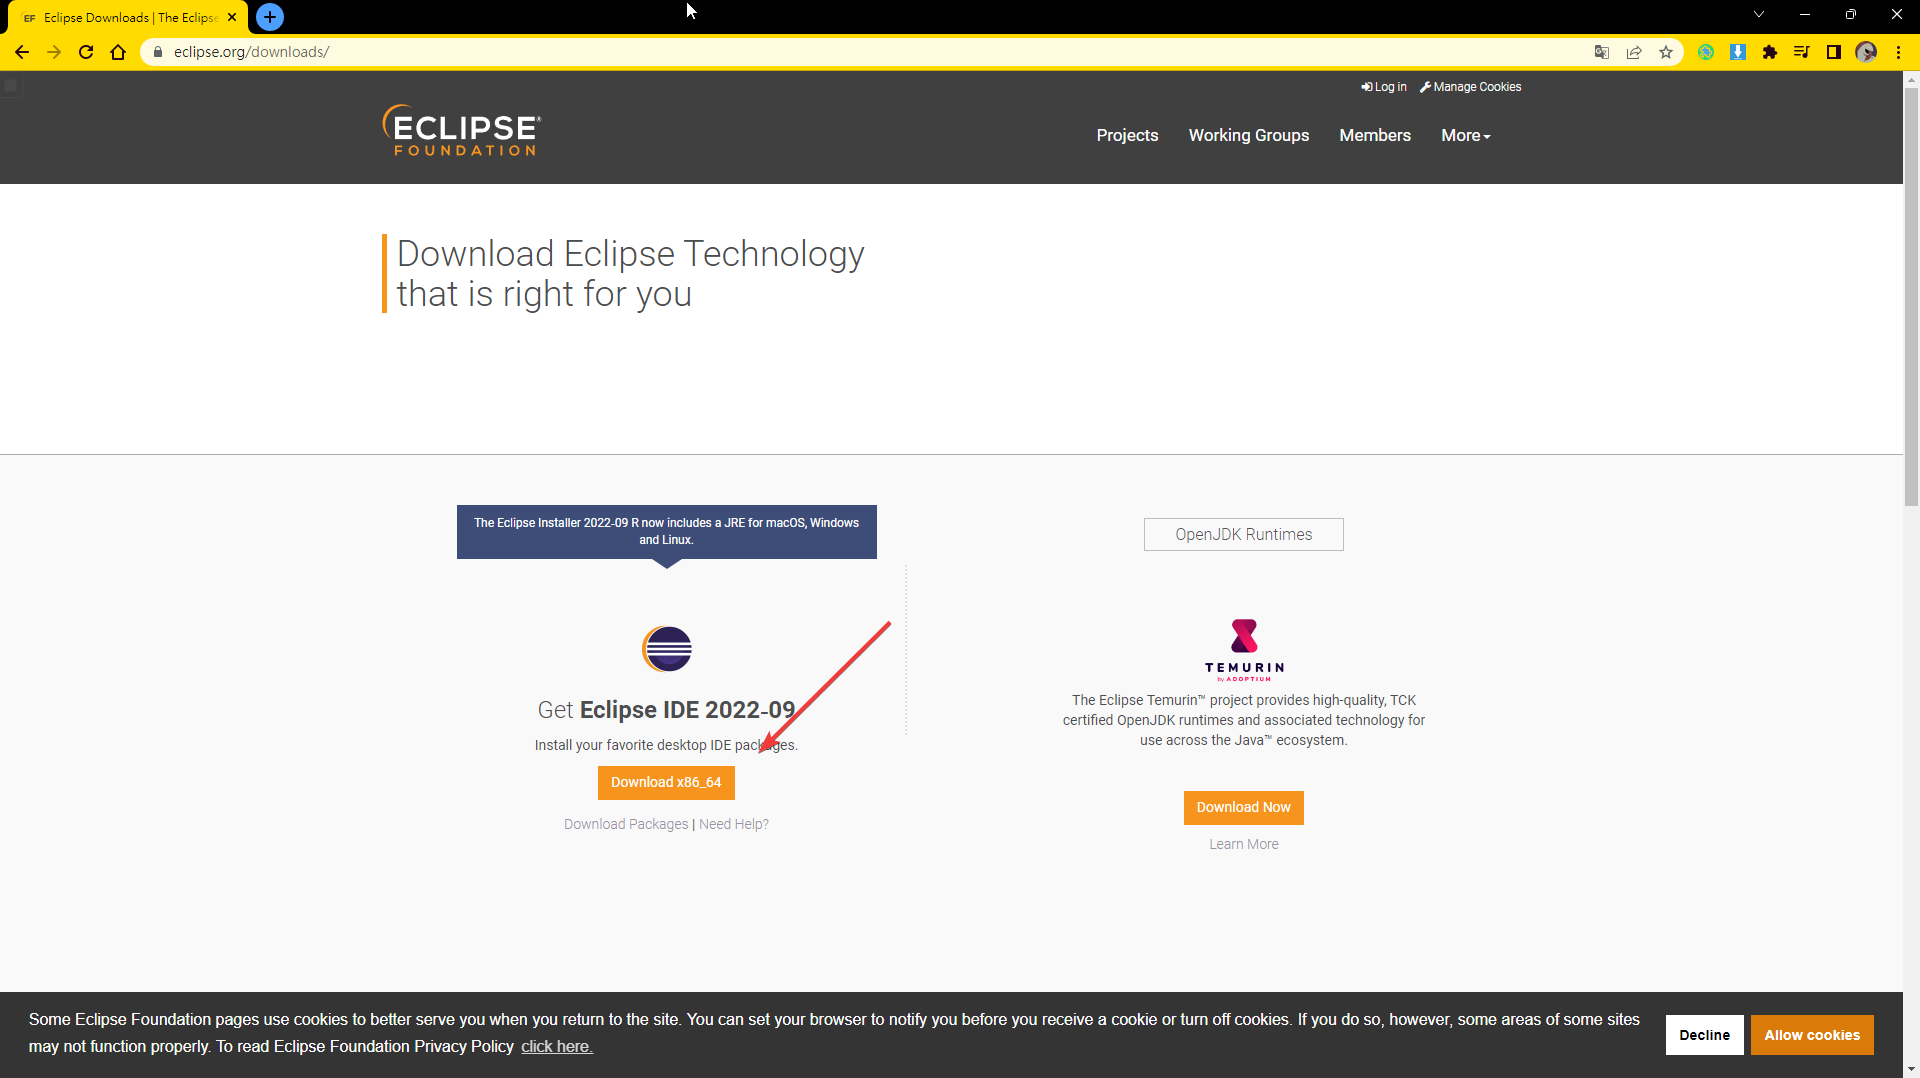 EF Eclipse Downloads | The Eclipse
eclipse.org/downloads/
Log in Manage Cookies
ECLIPSE®
FOUNDATION
Projects Working Groups Members More
Download Eclipse Technology
that is right for you
The Eclipse Installer 2022-09 R now includes a JRE for macOS, Windows
and Linux.
Get Eclipse IDE 2022-09
Install your favorite desktop IDE packages.
Download x86_64
Download Packages | Need Help?
OpenJDK Runtimes
TEMURIN
by ADOPTIUM
The Eclipse Temurin™ project provides high-quality, TCK
certified OpenJDK runtimes and associated technology for
use across the Java™ ecosystem.
Download Now
Learn More
Some Eclipse Foundation pages use cookies to better serve you when you return to the site. You can set your browser to notify you before you receive a cookie or turn off cookies. If you do so, however, some areas of some sites
may not function properly. To read Eclipse Foundation Privacy Policy click here.
Decline
Allow cookies